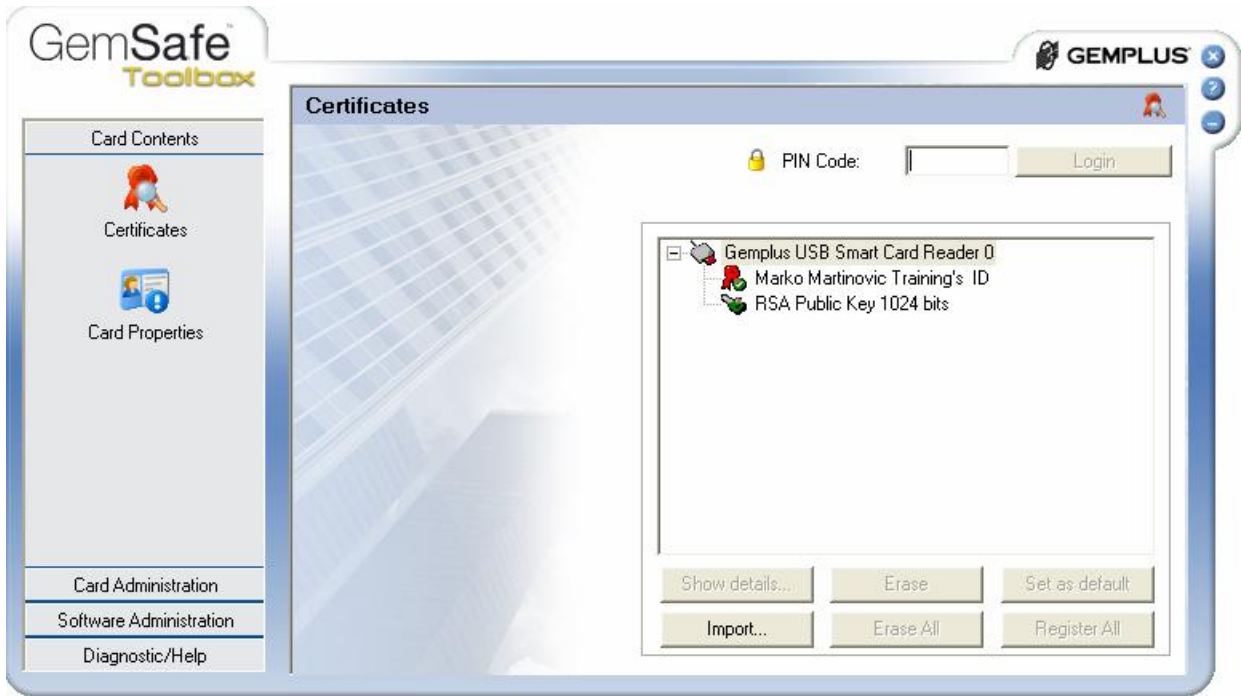 GemSafe™
Toolbox
GEMPLUS
Certificates
Card Contents
Certificates
Card Properties
Card Administration
Software Administration
Diagnostic/Help
PIN Code:
Login
Gemplus USB Smart Card Reader 0
Marko Martinovic Training's ID
RSA Public Key 1024 bits
Show details... Erase Set as default
Import... Erase All Register All